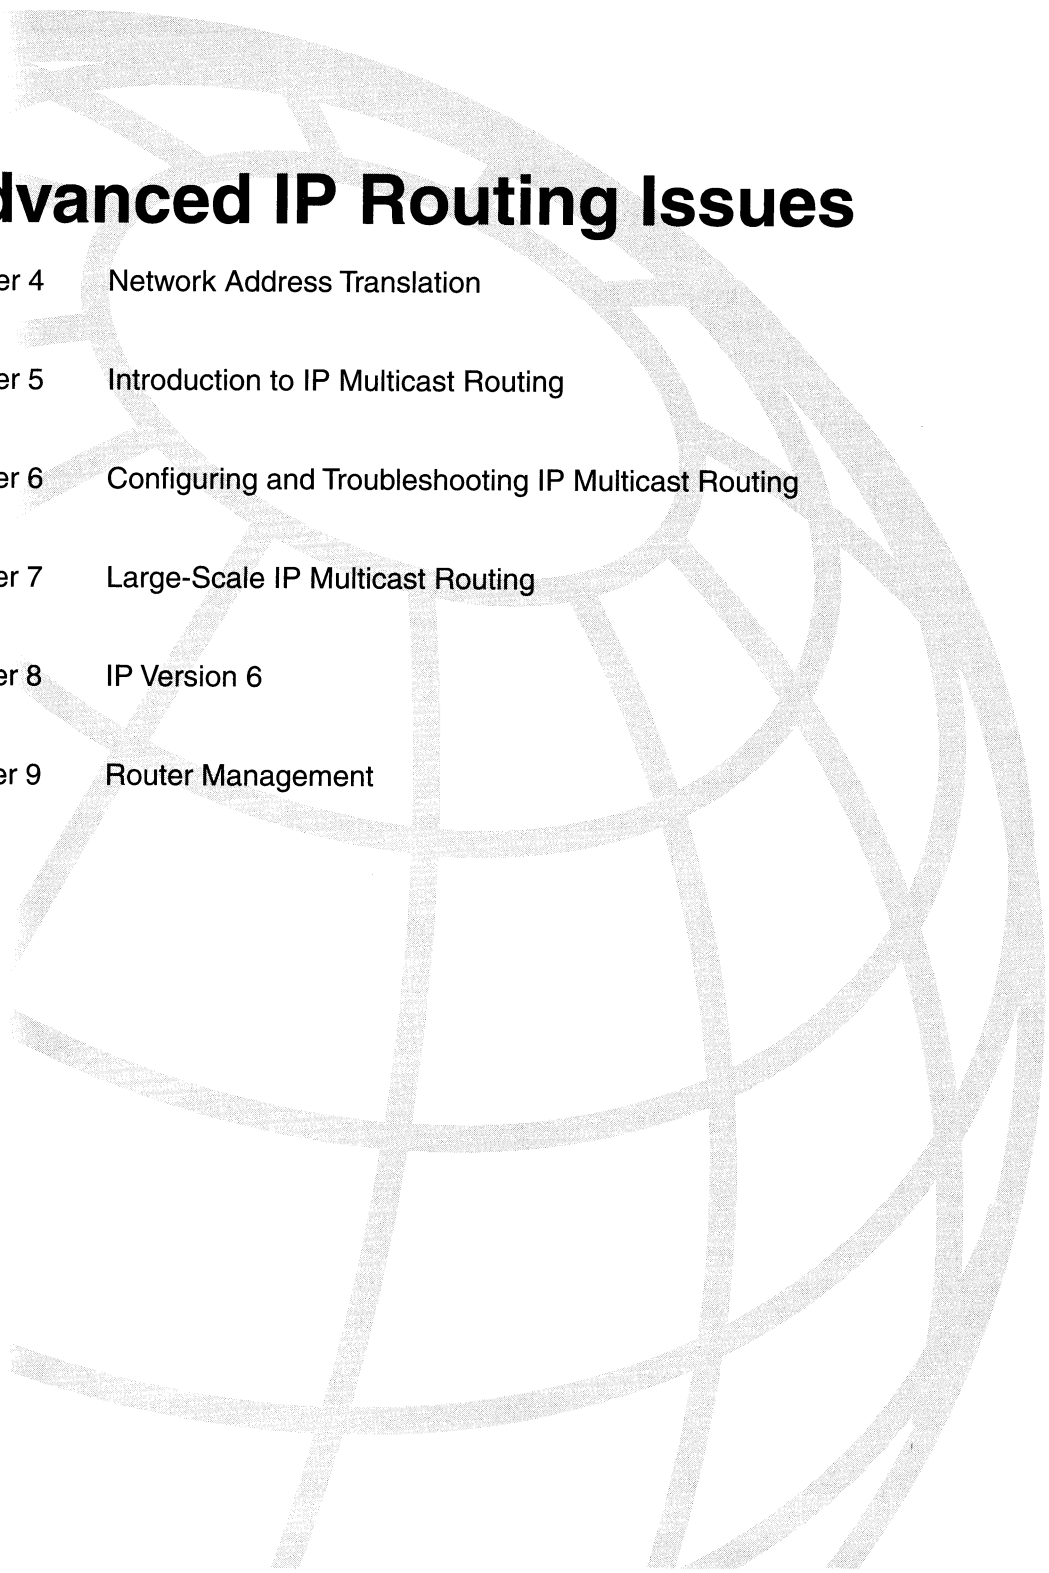 dvanced IP Routing Issues
er 4 Network Address Translation
er 5 Introduction to IP Multicast Routing
er 6 Configuring and Troubleshooting IP Multicast Routing
er 7 Large-Scale IP Multicast Routing
er 8 IP Version 6
er 9 Router Management